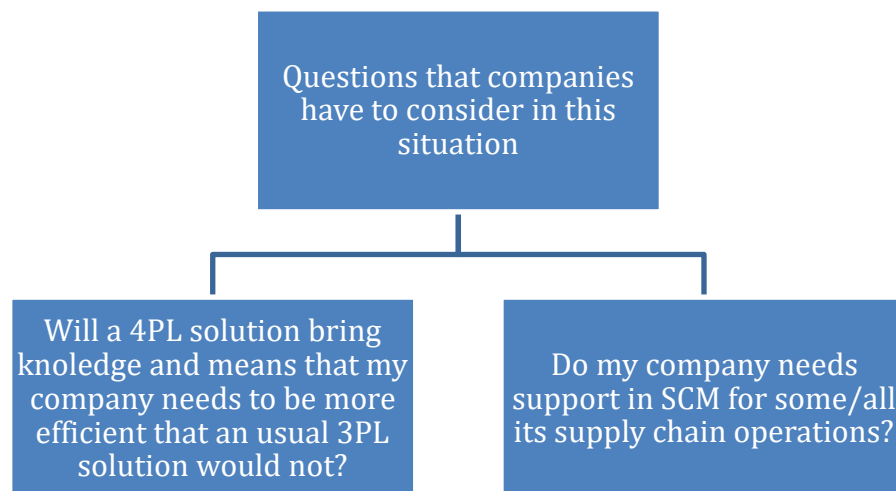 Questions that companies
have to consider in this
situation
Will a 4PL solution bring
knoledge and means that my
company needs to be more
efficient that an usual 3PL
solution would not?
Do my company needs
support in SCM for some/all
its supply chain operations?